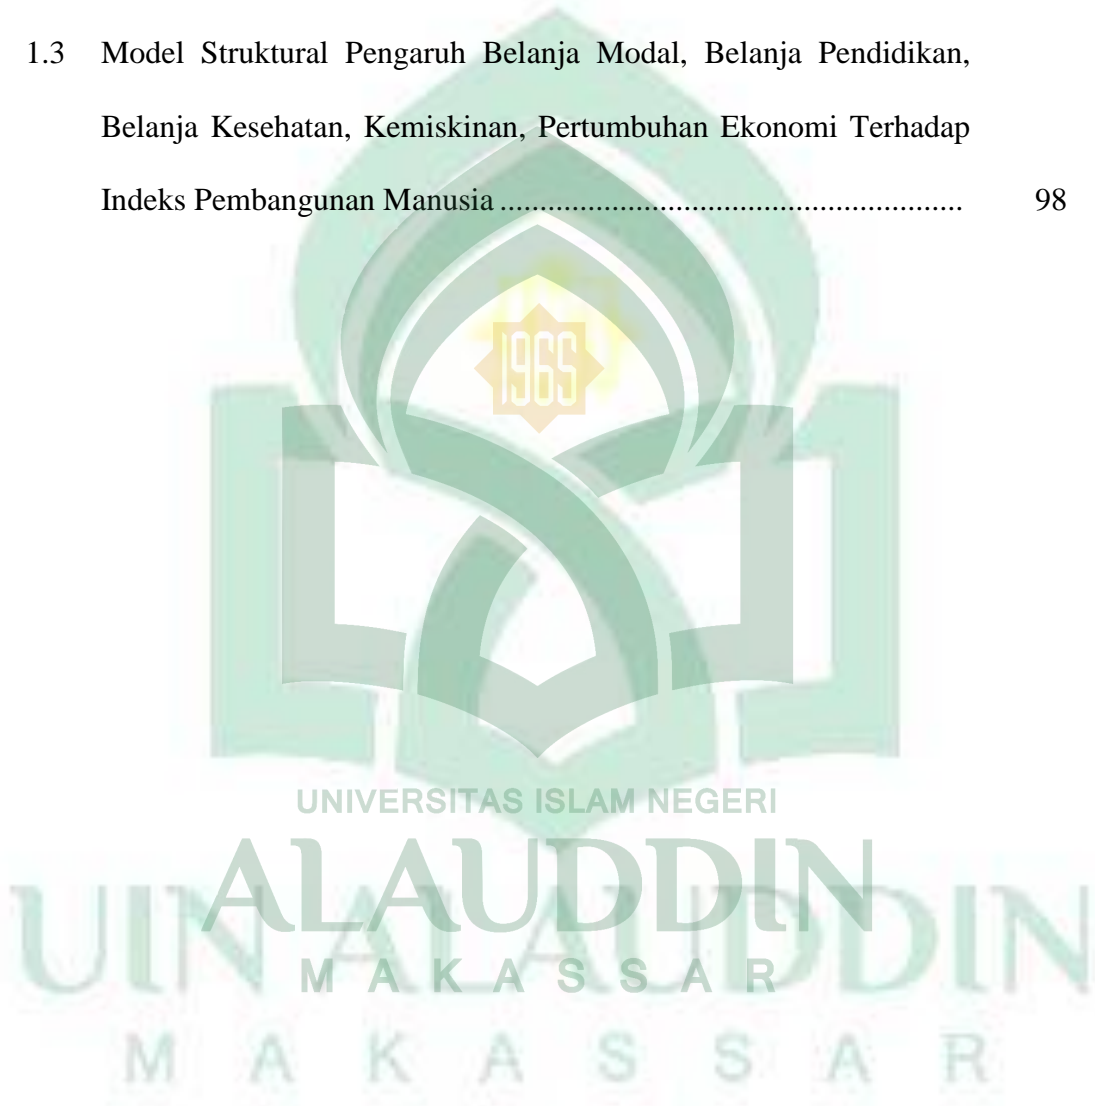 1.3 Model Struktural Pengaruh Belanja Modal, Belanja Pendidikan,
Belanja Kesehatan, Kemiskinan, Pertumbuhan Ekonomi Terhadap
Indeks Pembangunan Manusia .......................................................... 98
1965
UNIVERSITAS ISLAM NEGERI
ALAUDDIN
UIN ALAUDDIN
MAKASSAR
MAKASSAR